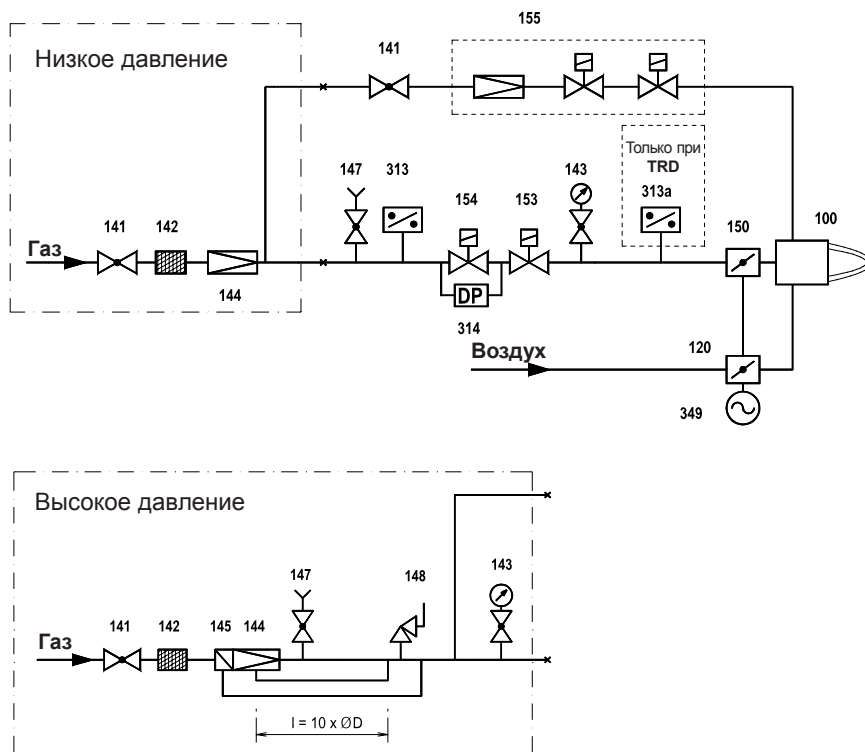 155
Низкое давление
141
Только при
TRD
147
313
154
153
143
313a
150
100
141
142
Газ
144
DP
314
Воздух
120
349
Высокое давление
147
148
143
141
142
145
144
Газ
l = 10 x ØD